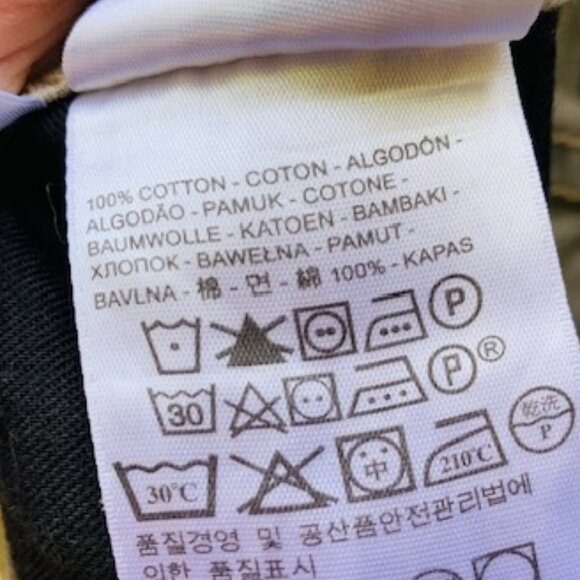 100% COTTON - COTON - ALGODÓN -
ALGODÃO - PAMUK - COTONE -
BAUMWOLLE - KATOEN - BAMBAKI -
ХЛОПОК - BAWEŁNA - PAMUT -
BAVLNA - 棉 - 면 - 綿 100% - KAPAS
P
30 P ®
30°C 中 210°C 乾洗 P
품질경영 및 공산품안전관리법에
의한 품질표시